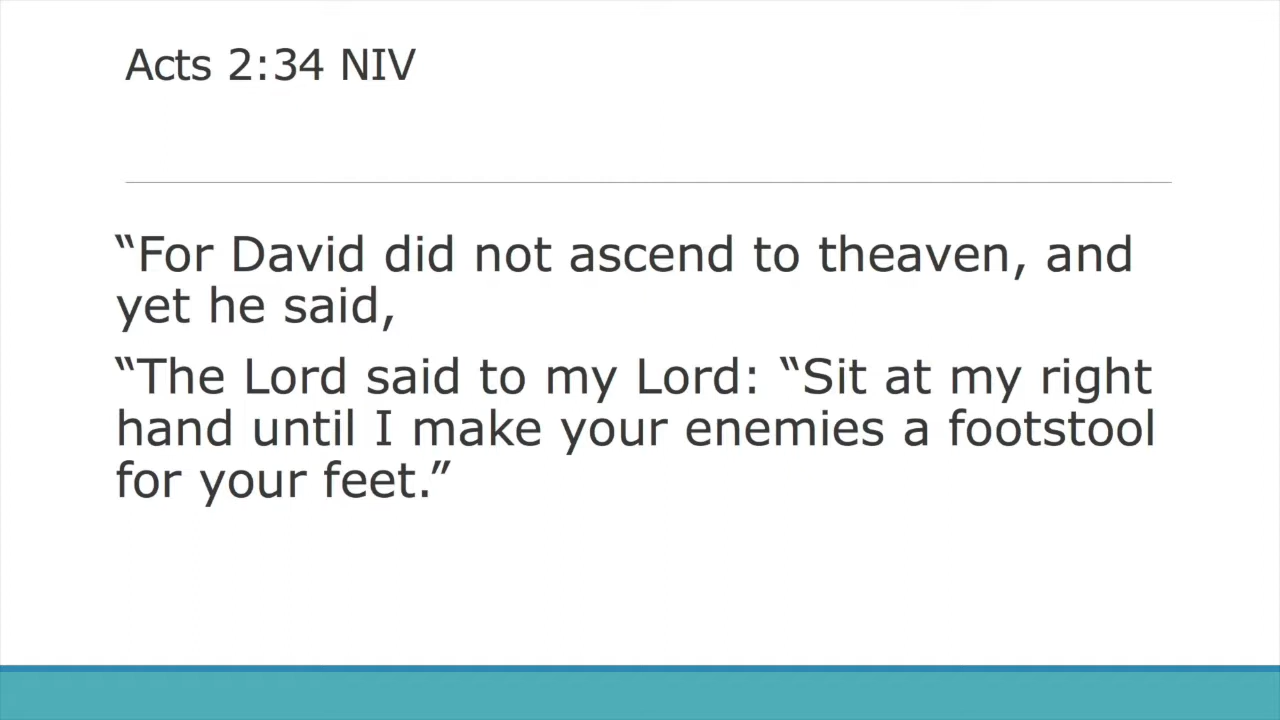 Acts 2:34 NIV
“For David did not ascend to theaven, and
yet he said,
“The Lord said to my Lord: “Sit at my right
hand until I make your enemies a footstool
for your feet.”